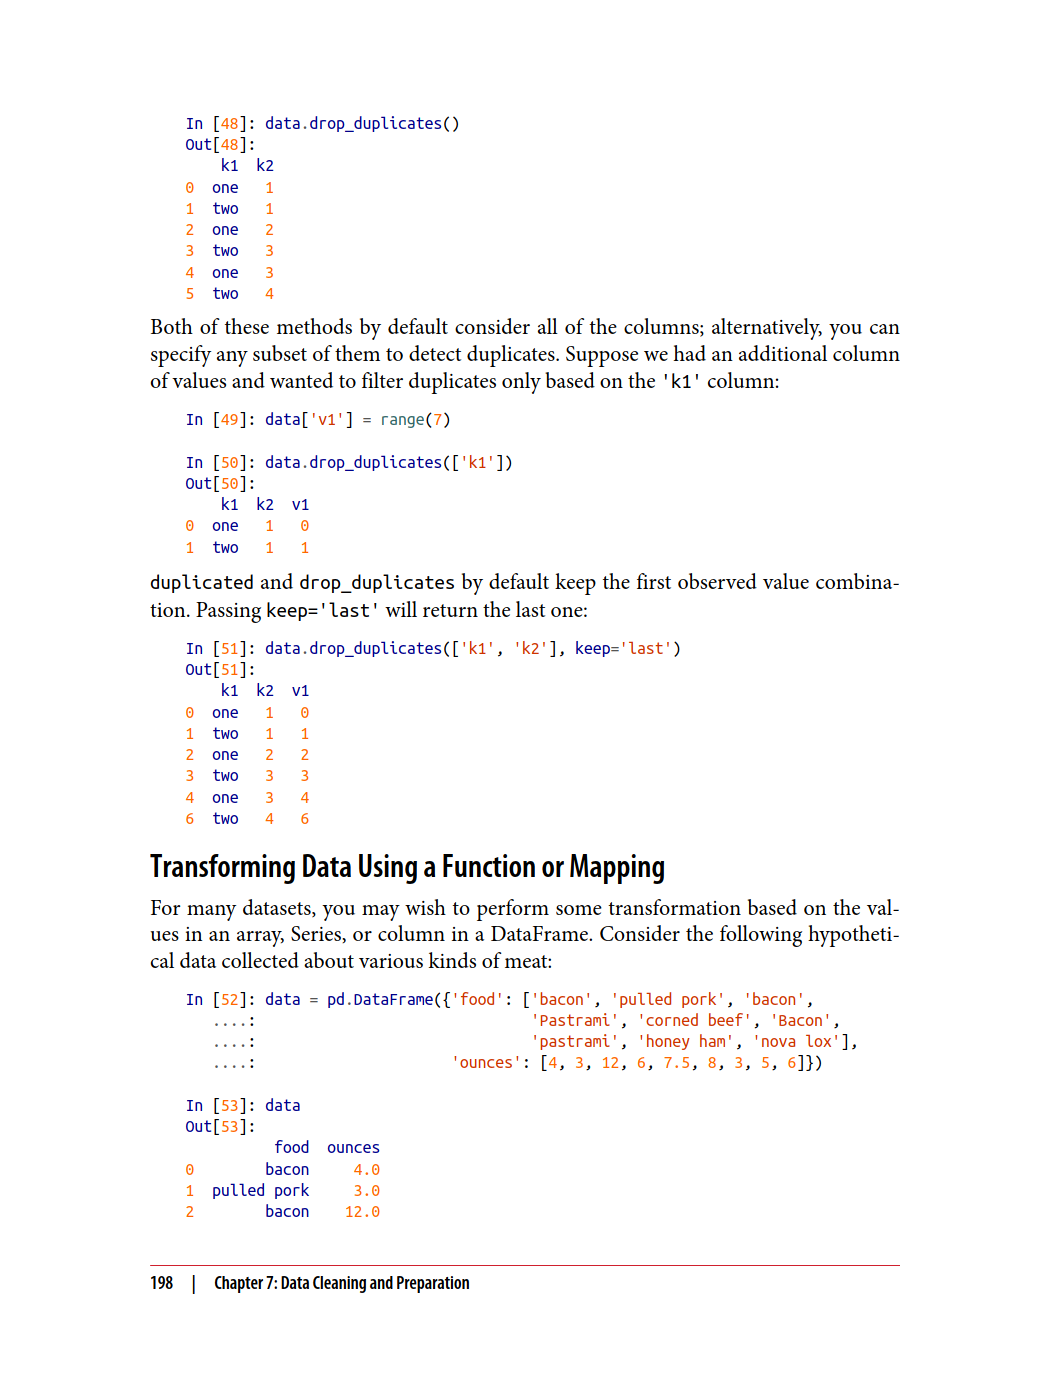 In [48]: data.drop_duplicates()
Out[48]:
    k1  k2
0  one   1
1  two   1
2  one   2
3  two   3
4  one   3
5  two   4
Both of these methods by default consider all of the columns; alternatively, you can
specify any subset of them to detect duplicates. Suppose we had an additional column
of values and wanted to filter duplicates only based on the 'k1' column:
In [49]: data['v1'] = range(7)
In [50]: data.drop_duplicates(['k1'])
Out[50]:
    k1  k2  v1
0  one   1   0
1  two   1   1
duplicated and drop_duplicates by default keep the first observed value combina-
tion. Passing keep='last' will return the last one:
In [51]: data.drop_duplicates(['k1', 'k2'], keep='last')
Out[51]:
    k1  k2  v1
0  one   1   0
1  two   1   1
2  one   2   2
3  two   3   3
4  one   3   4
6  two   4   6
Transforming Data Using a Function or Mapping
For many datasets, you may wish to perform some transformation based on the val-
ues in an array, Series, or column in a DataFrame. Consider the following hypotheti-
cal data collected about various kinds of meat:
In [52]: data = pd.DataFrame({'food': ['bacon', 'pulled pork', 'bacon',
   ....:                               'Pastrami', 'corned beef', 'Bacon',
   ....:                               'pastrami', 'honey ham', 'nova lox'],
   ....:                      'ounces': [4, 3, 12, 6, 7.5, 8, 3, 5, 6]})
In [53]: data
Out[53]:
          food  ounces
0        bacon     4.0
1  pulled pork     3.0
2        bacon    12.0
198 | Chapter 7: Data Cleaning and Preparation